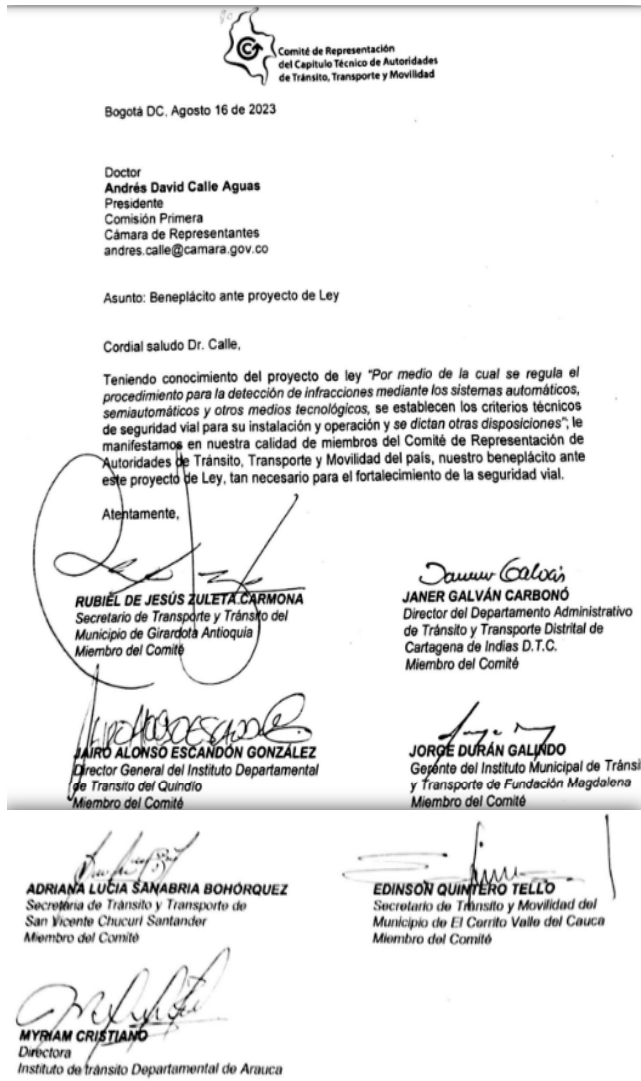 Comité de Representación
del Capítulo Técnico de Autoridades
de Tránsito, Transporte y Movilidad
Bogotá DC, Agosto 16 de 2023
Doctor
Andrés David Calle Aguas
Presidente
Comisión Primera
Cámara de Representantes
andres.calle@camara.gov.co
Asunto: Beneplácito ante proyecto de Ley
Cordial saludo Dr. Calle,
Teniendo conocimiento del proyecto de ley "Por medio de la cual se regula el
procedimiento para la detección de infracciones mediante los sistemas automáticos,
semiautomáticos y otros medios tecnológicos, se establecen los criterios técnicos
de seguridad vial para su instalación y operación y se dictan otras disposiciones"; le
manifestamos en nuestra calidad de miembros del Comité de Representación de
Autoridades de Tránsito, Transporte y Movilidad del país, nuestro beneplácito ante
este proyecto de Ley, tan necesario para el fortalecimiento de la seguridad vial.
Atentamente,
RUBIEL DE JESÚS ZULETA CARMONA
Secretario de Transporte y Tránsito del
Municipio de Girardota Antioquia
Miembro del Comité
Janer Galván
JANER GALVÁN CARBONÓ
Director del Departamento Administrativo
de Tránsito y Transporte Distrital de
Cartagena de Indias D.T.C.
Miembro del Comité
JAIRO ALONSO ESCANDÓN GONZÁLEZ
Director General del Instituto Departamental
de Transito del Quindío
Miembro del Comité
JORGE DURÁN GALINDO
Gerente del Instituto Municipal de Tránsi
y Transporte de Fundación Magdalena
Miembro del Comité
ADRIANA LUCIA SANABRIA BOHÓRQUEZ
Secretaria de Tránsito y Transporte de
San Vicente Chucurí Santander
Miembro del Comité
EDINSON QUINTERO TELLO
Secretario de Tránsito y Movilidad del
Municipio de El Cerrito Valle del Cauca
Miembro del Comité
MYRIAM CRISTIANO
Directora
Instituto de tránsito Departamental de Arauca